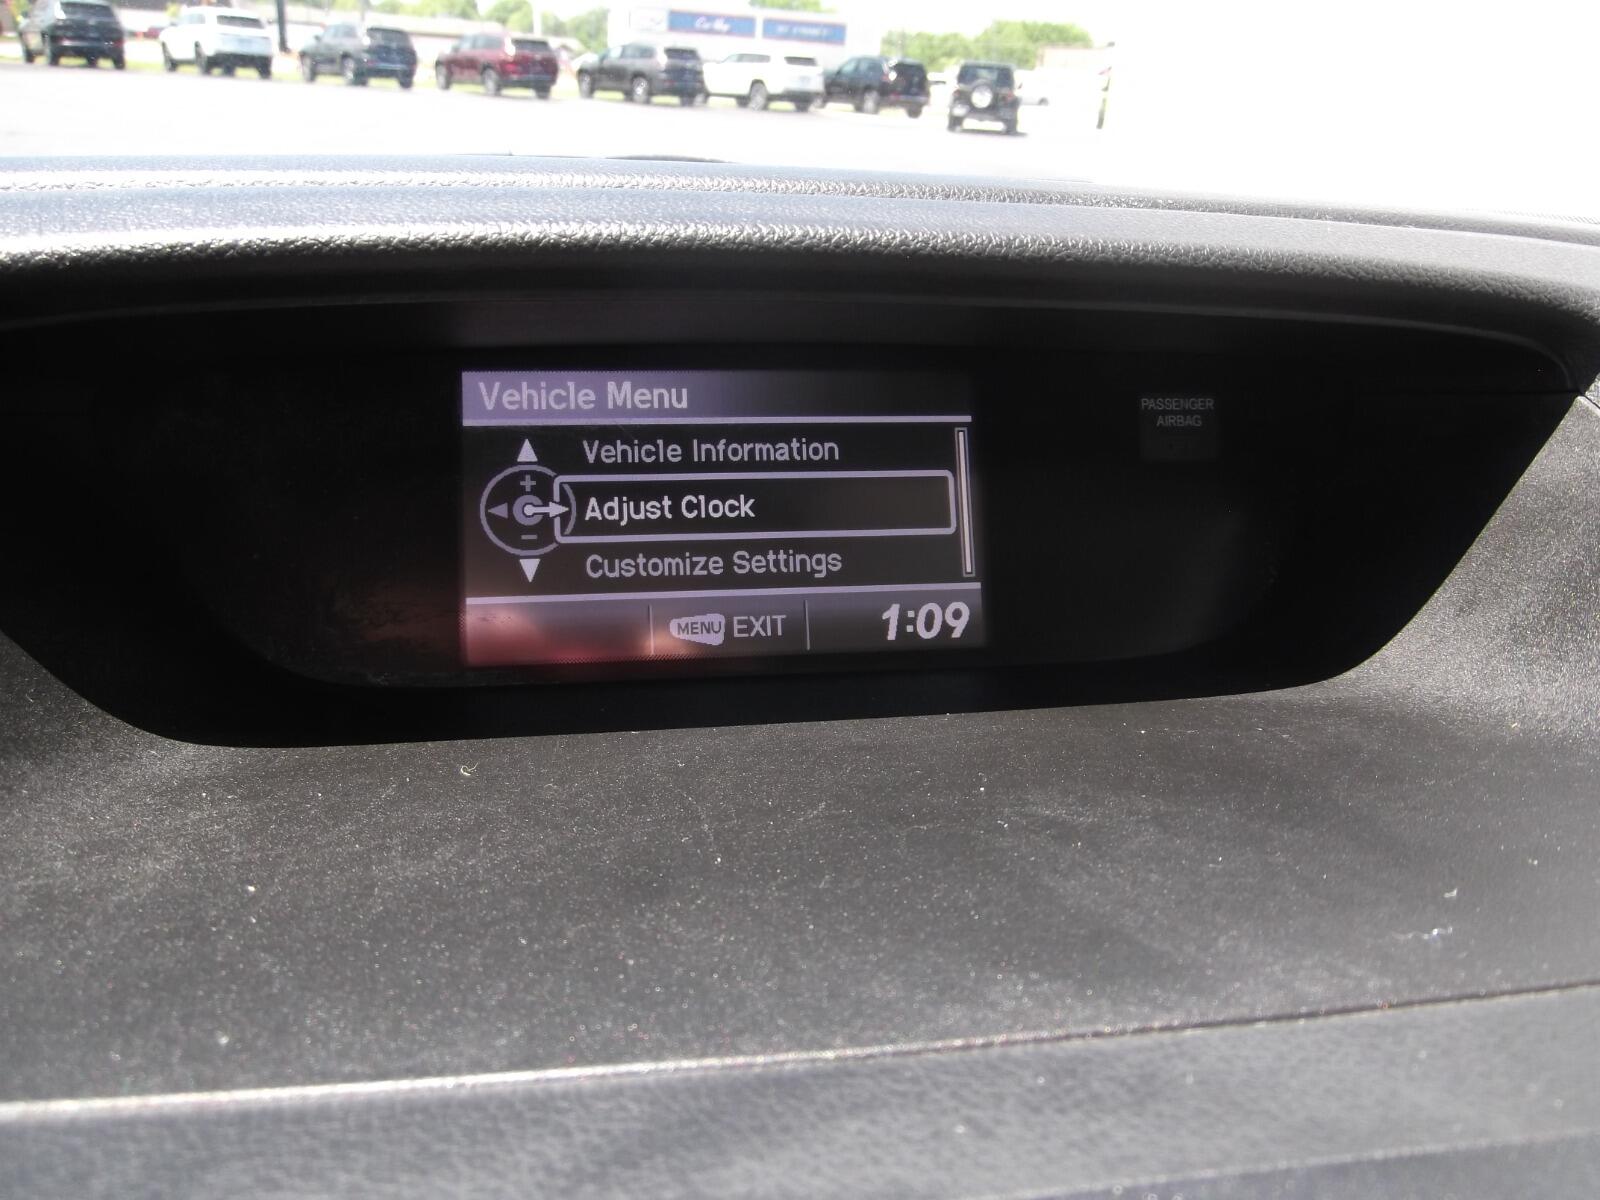 Vehicle Menu
Vehicle Information
Adjust Clock
Customize Settings
MENU EXIT
1:09
PASSENGER
AIRBAG